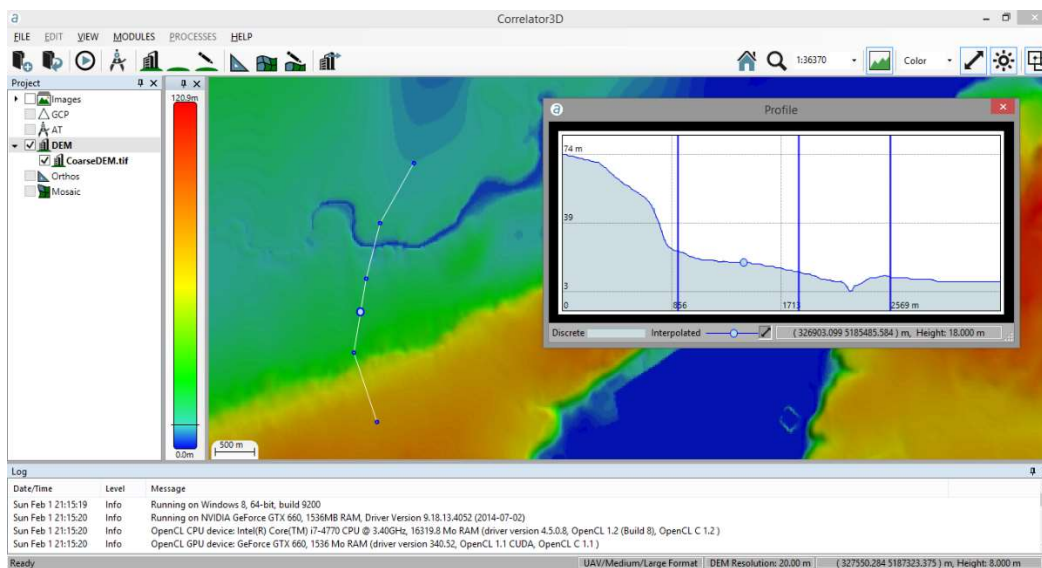 Correlator3D
FILE EDIT VIEW MODULES PROCESSES HELP
1:36370 Color
Project
Images
GCP
AT
DEM
CoarseDEM.tif
Orthos
Mosaic
120.9m
0.0m
500 m
Profile
74 m
39
3
0 856 1713 2569 m
Discrete Interpolated ( 326903.099 5185485.584 ) m, Height: 18.000 m
Log
Date/Time Level Message
Sun Feb 1 21:15:19 Info Running on Windows 8, 64-bit, build 9200
Sun Feb 1 21:15:20 Info Running on NVIDIA GeForce GTX 660, 1536MB RAM, Driver Version 9.18.13.4052 (2014-07-02)
Sun Feb 1 21:15:20 Info OpenCL CPU device: Intel(R) Core(TM) i7-4770 CPU @ 3.40GHz, 16319.8 Mo RAM (driver version 4.5.0.8, OpenCL 1.2 (Build 8), OpenCL C 1.2 )
Sun Feb 1 21:15:20 Info OpenCL GPU device: GeForce GTX 660, 1536 Mo RAM (driver version 340.52, OpenCL 1.1 CUDA, OpenCL C 1.1 )
Ready UAV/Medium/Large Format DEM Resolution: 20.00 m ( 327550.284 5187323.375 ) m, Height: 8.000 m